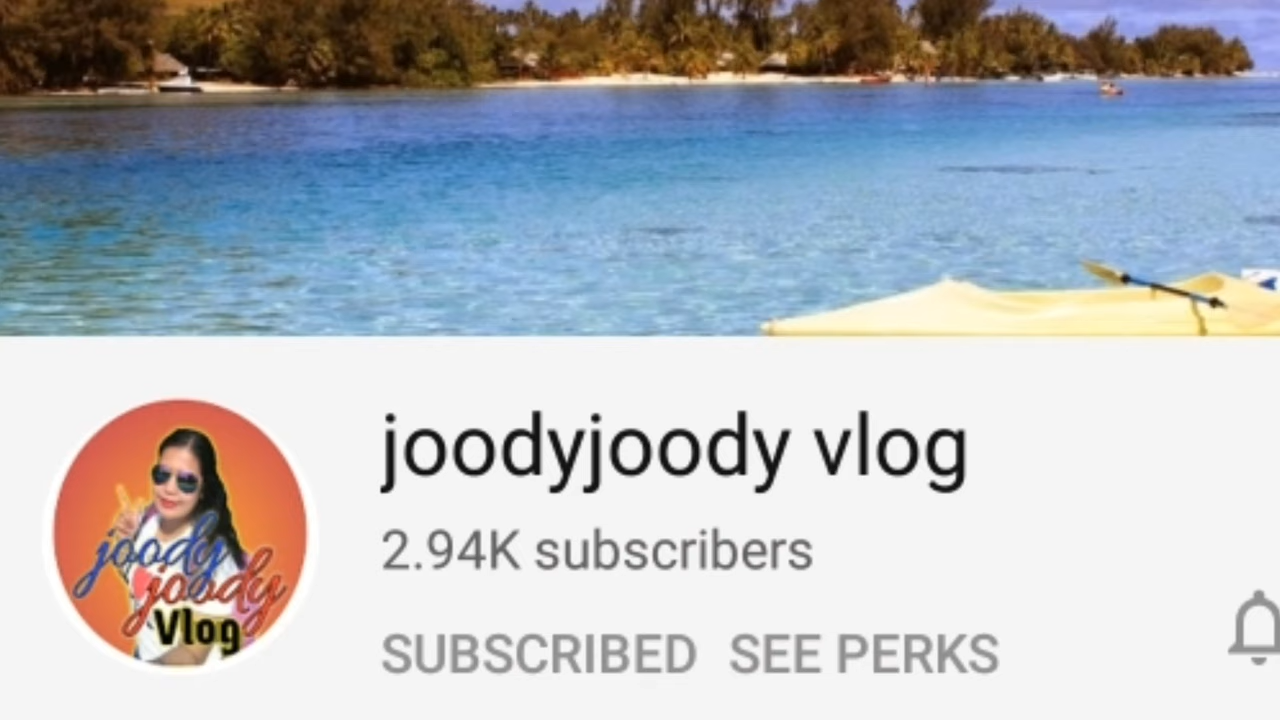 joodyjoody vlog
2.94K subscribers
SUBSCRIBED SEE PERKS
joody
joody
Vlog